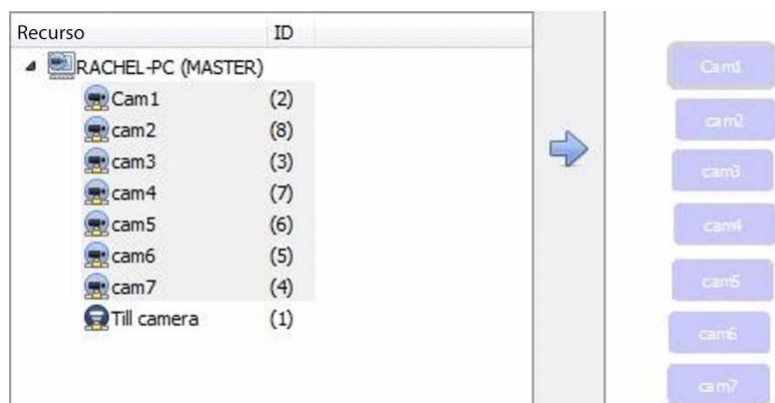 Recurso ID
RACHEL-PC (MASTER)
Cam1 (2)
cam2 (8)
cam3 (3)
cam4 (7)
cam5 (6)
cam6 (5)
cam7 (4)
Till camera (1)
Cam1
cam2
cam3
cam4
cam5
cam6
cam7